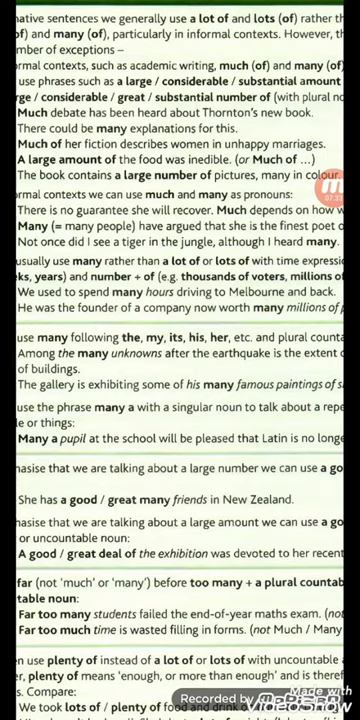 native sentences we generally use a lot of and lots (of) rather th
of) and many (of), particularly in informal contexts. However, th
mber of exceptions –
rmal contexts, such as academic writing, much (of) and many (of)
use phrases such as a large / considerable / substantial amount
rge / considerable / great / substantial number of (with plural no
Much debate has been heard about Thornton's new book.
There could be many explanations for this.
Much of her fiction describes women in unhappy marriages.
A large amount of the food was inedible. (or Much of ...)
The book contains a large number of pictures, many in colour.
ormal contexts we can use much and many as pronouns:
There is no guarantee she will recover. Much depends on how w
Many (= many people) have argued that she is the finest poet o
Not once did I see a tiger in the jungle, although I heard many.
usually use many rather than a lot of or lots of with time expressio
ks, years) and number + of (e.g. thousands of voters, millions o
We used to spend many hours driving to Melbourne and back.
He was the founder of a company now worth many millions of
use many following the, my, its, his, her, etc. and plural counta
Among the many unknowns after the earthquake is the extent o
of buildings.
The gallery is exhibiting some of his many famous paintings of s
use the phrase many a with a singular noun to talk about a repe
le or things:
Many a pupil at the school will be pleased that Latin is no longe
hasise that we are talking about a large number we can use a go
She has a good / great many friends in New Zealand.
hasise that we are talking about a large amount we can use a go
or uncountable noun:
A good / great deal of the exhibition was devoted to her recent
far (not 'much' or 'many') before too many + a plural countab
table noun:
Far too many students failed the end-of-year maths exam. (not
Far too much time is wasted filling in forms. (not Much / Many
n use plenty of instead of a lot of or lots of with uncountable
r, plenty of means 'enough, or more than enough' and is theref
s. Compare:
We took lots of / plenty of food and drink
Recorded by
Made with
VideoShow